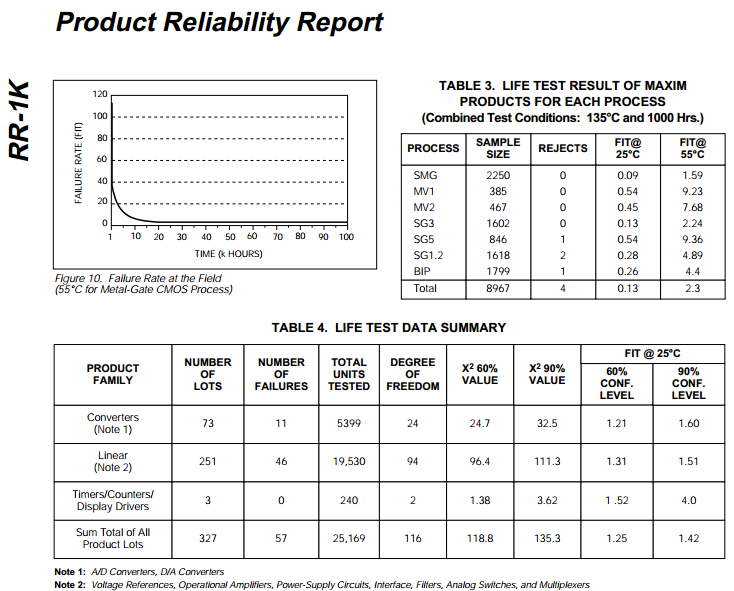 Product Reliability Report
RR-1K
FAILURE RATE (FIT)
120
100
80
60
40
20
0
1 10 20 30 40 50 60 70 80 90 100
TIME (k HOURS)
Figure 10. Failure Rate at the Field
(55°C for Metal-Gate CMOS Process)
TABLE 3. LIFE TEST RESULT OF MAXIM
PRODUCTS FOR EACH PROCESS
(Combined Test Conditions: 135°C and 1000 Hrs.)
PROCESS SAMPLE SIZE REJECTS FIT@ 25°C FIT@ 55°C
SMG 2250 0 0.09 1.59
MV1 385 0 0.54 9.23
MV2 467 0 0.45 7.68
SG3 1602 0 0.13 2.24
SG5 846 1 0.54 9.36
SG1.2 1618 2 0.28 4.89
BIP 1799 1 0.26 4.4
Total 8967 4 0.13 2.3
TABLE 4. LIFE TEST DATA SUMMARY
PRODUCT FAMILY NUMBER OF LOTS NUMBER OF FAILURES TOTAL UNITS TESTED DEGREE OF FREEDOM X² 60% VALUE X² 90% VALUE FIT @ 25°C
60% CONF. LEVEL 90% CONF. LEVEL
Converters (Note 1) 73 11 5399 24 24.7 32.5 1.21 1.60
Linear (Note 2) 251 46 19,530 94 96.4 111.3 1.31 1.51
Timers/Counters/ Display Drivers 3 0 240 2 1.38 3.62 1 .52 4.0
Sum Total of All Product Lots 327 57 25,169 116 118.8 135.3 1.25 1.42
Note 1: A/D Converters, D/A Converters
Note 2: Voltage References, Operational Amplifiers, Power-Supply Circuits, Interface, Filters, Analog Switches, and Multiplexers